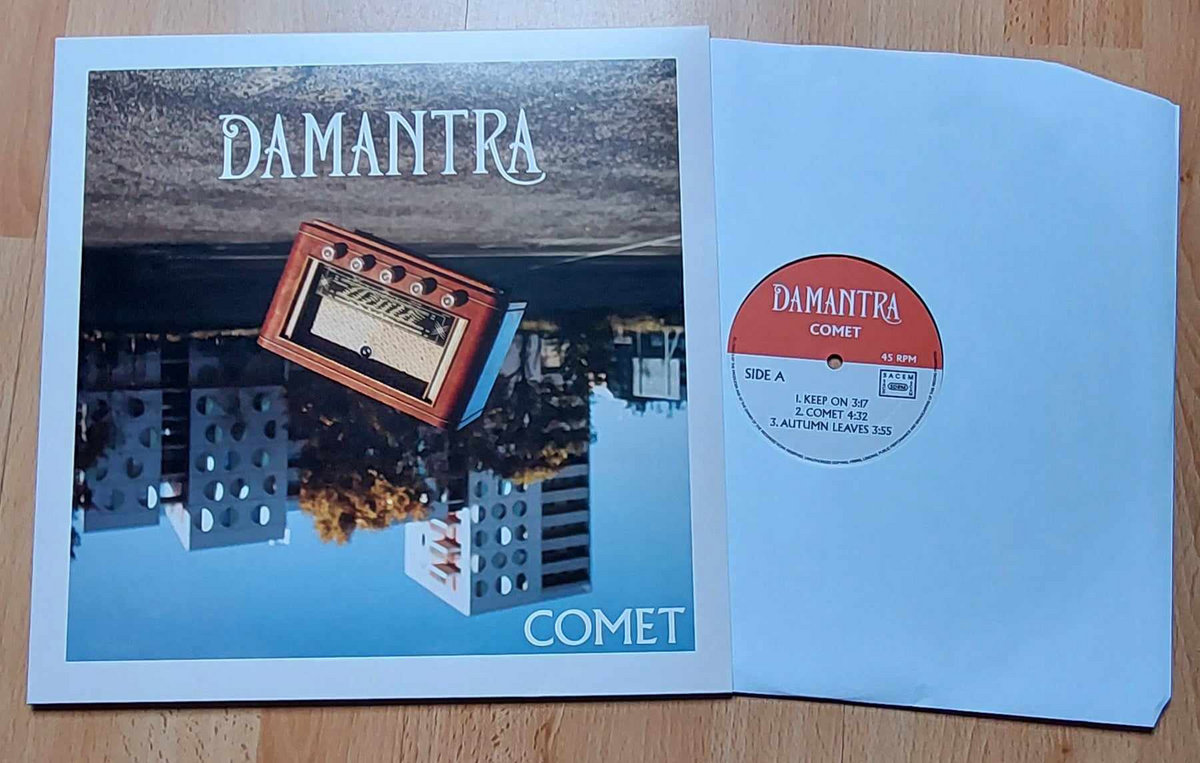 DAMANTRA
COMET
DAMANTRA
COMET
45 RPM
SIDE A
SACEM
SDRM
1. KEEP ON 3:17
2. COMET 4:32
3. AUTUMN LEAVES 3:55